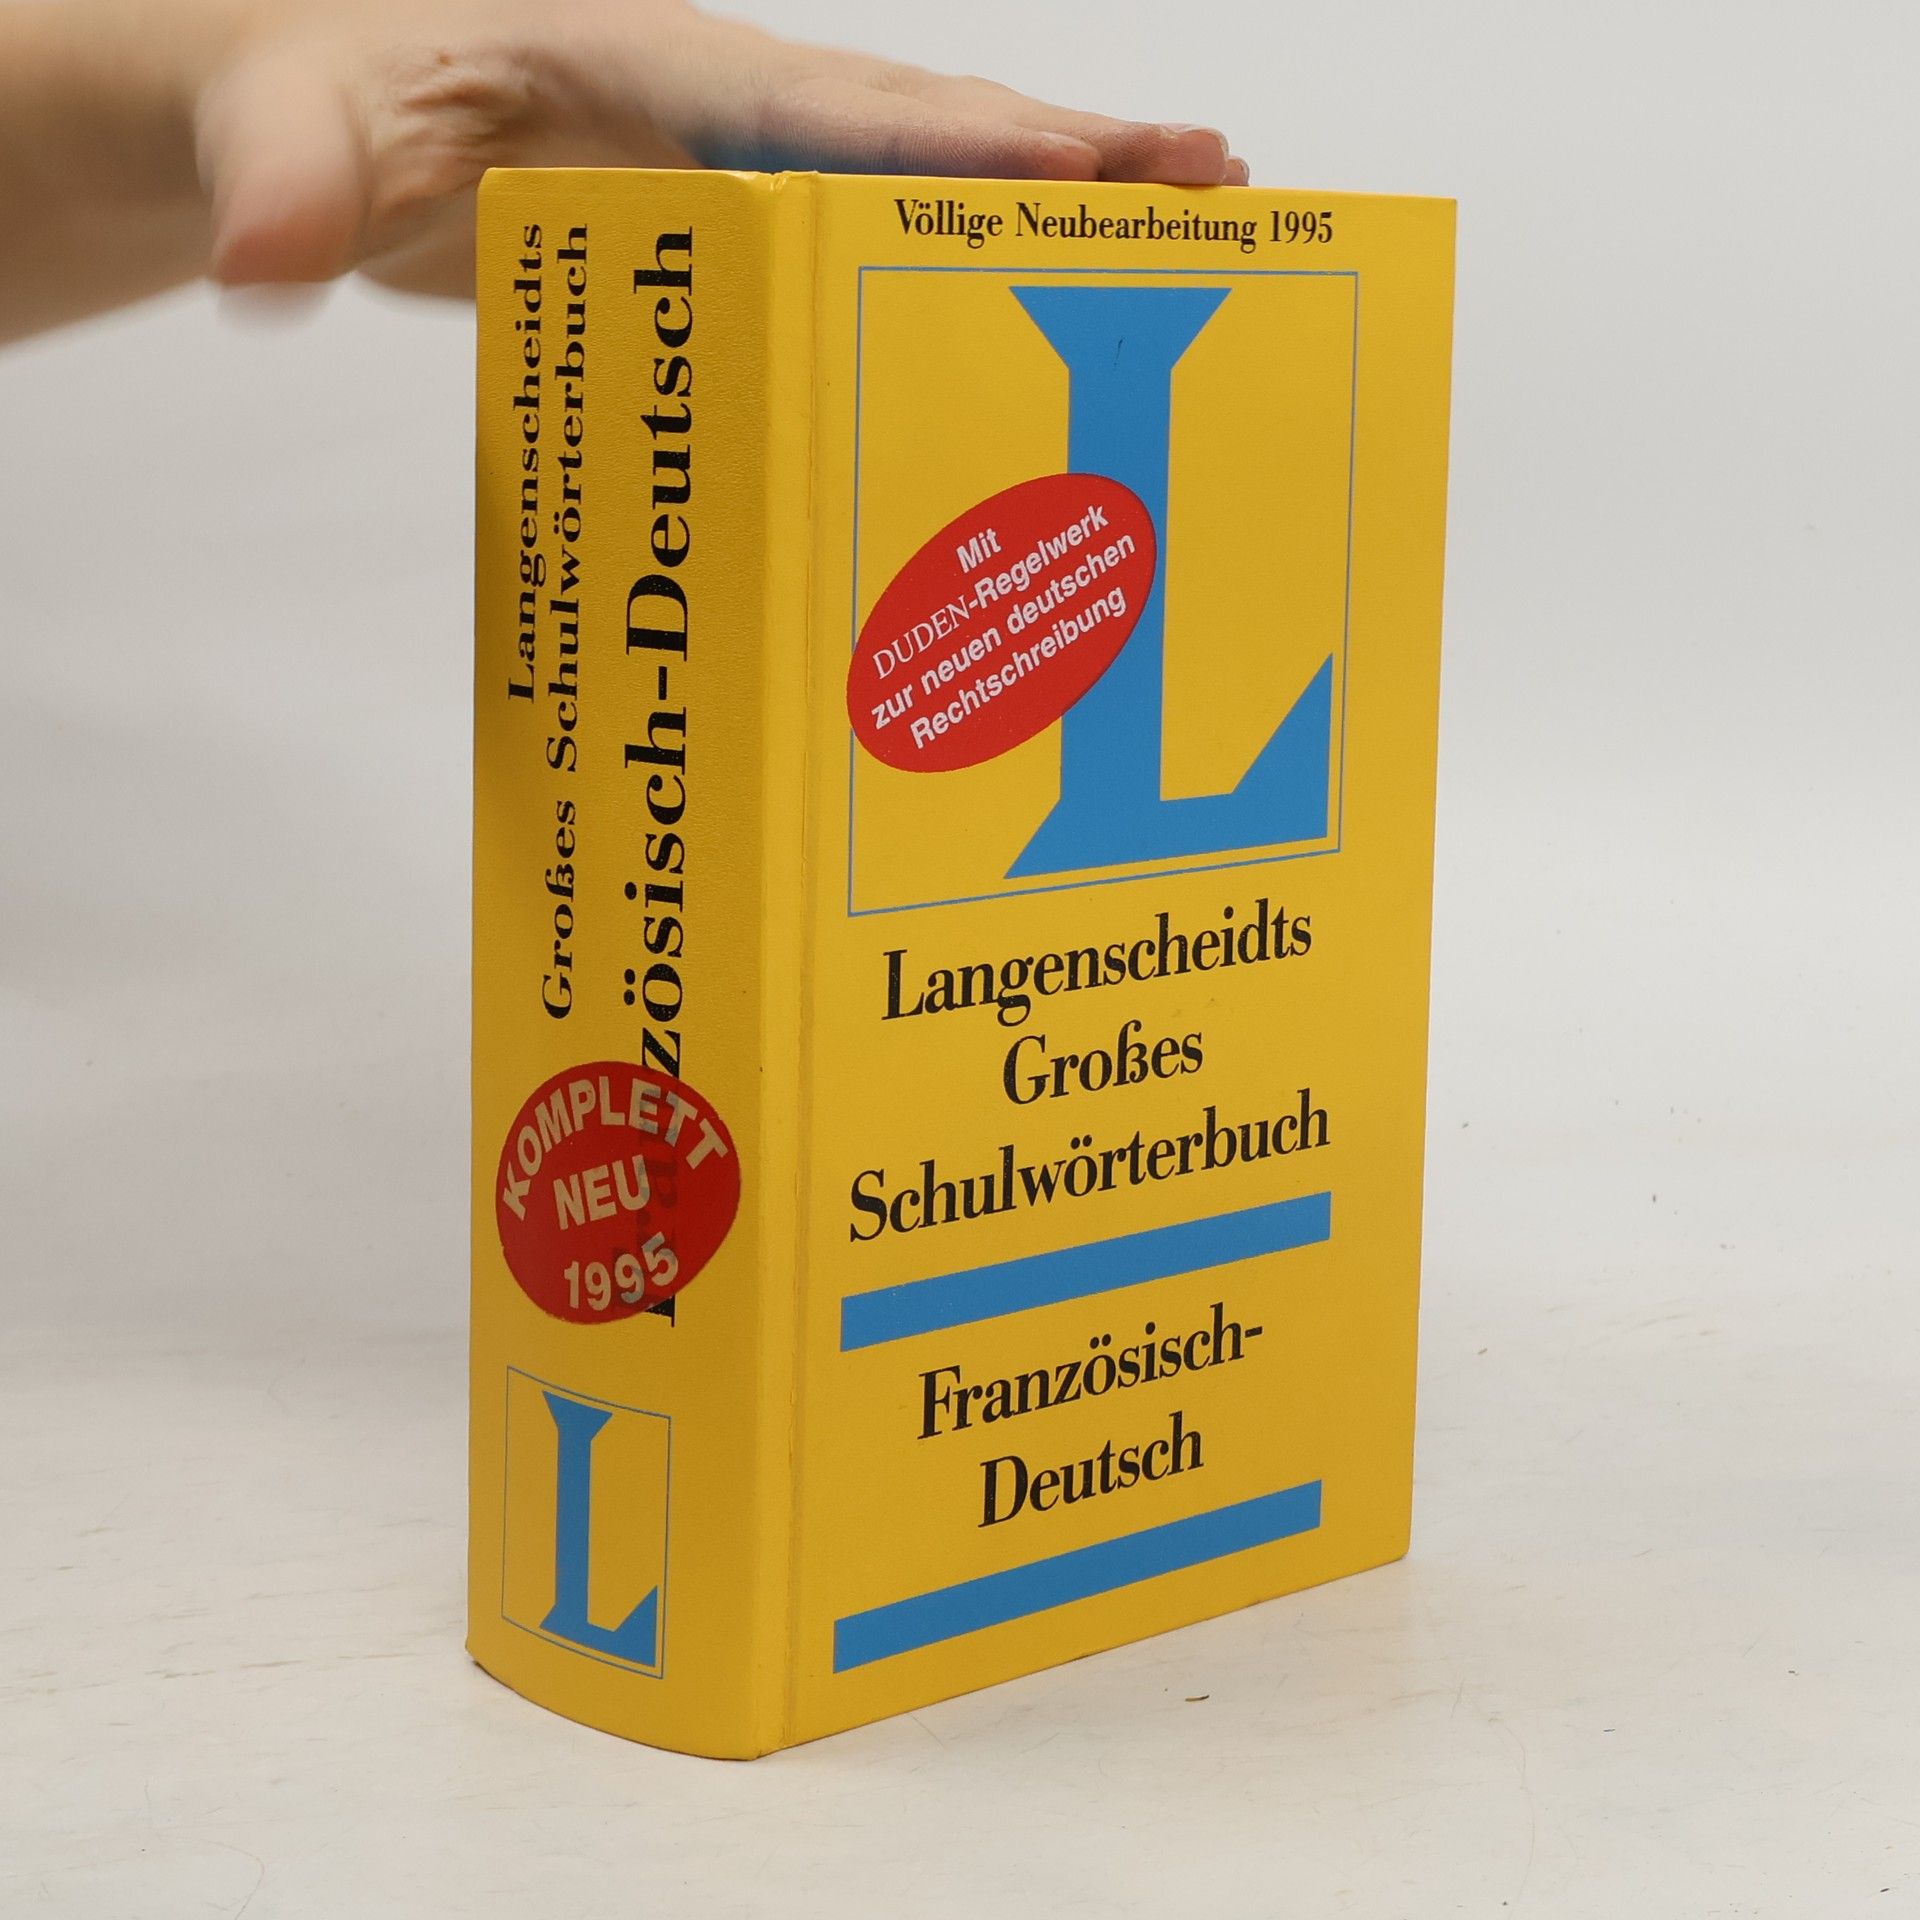 Langenscheidts
Großes Schulwörterbuch
Französisch-Deutsch
KOMPLETT
NEU
1995
L
Völlige Neubearbeitung 1995
L
Mit
DUDEN-Regelwerk
zur neuen deutschen
Rechtschreibung
Langenscheidts
Großes
Schulwörterbuch
Französisch-
Deutsch